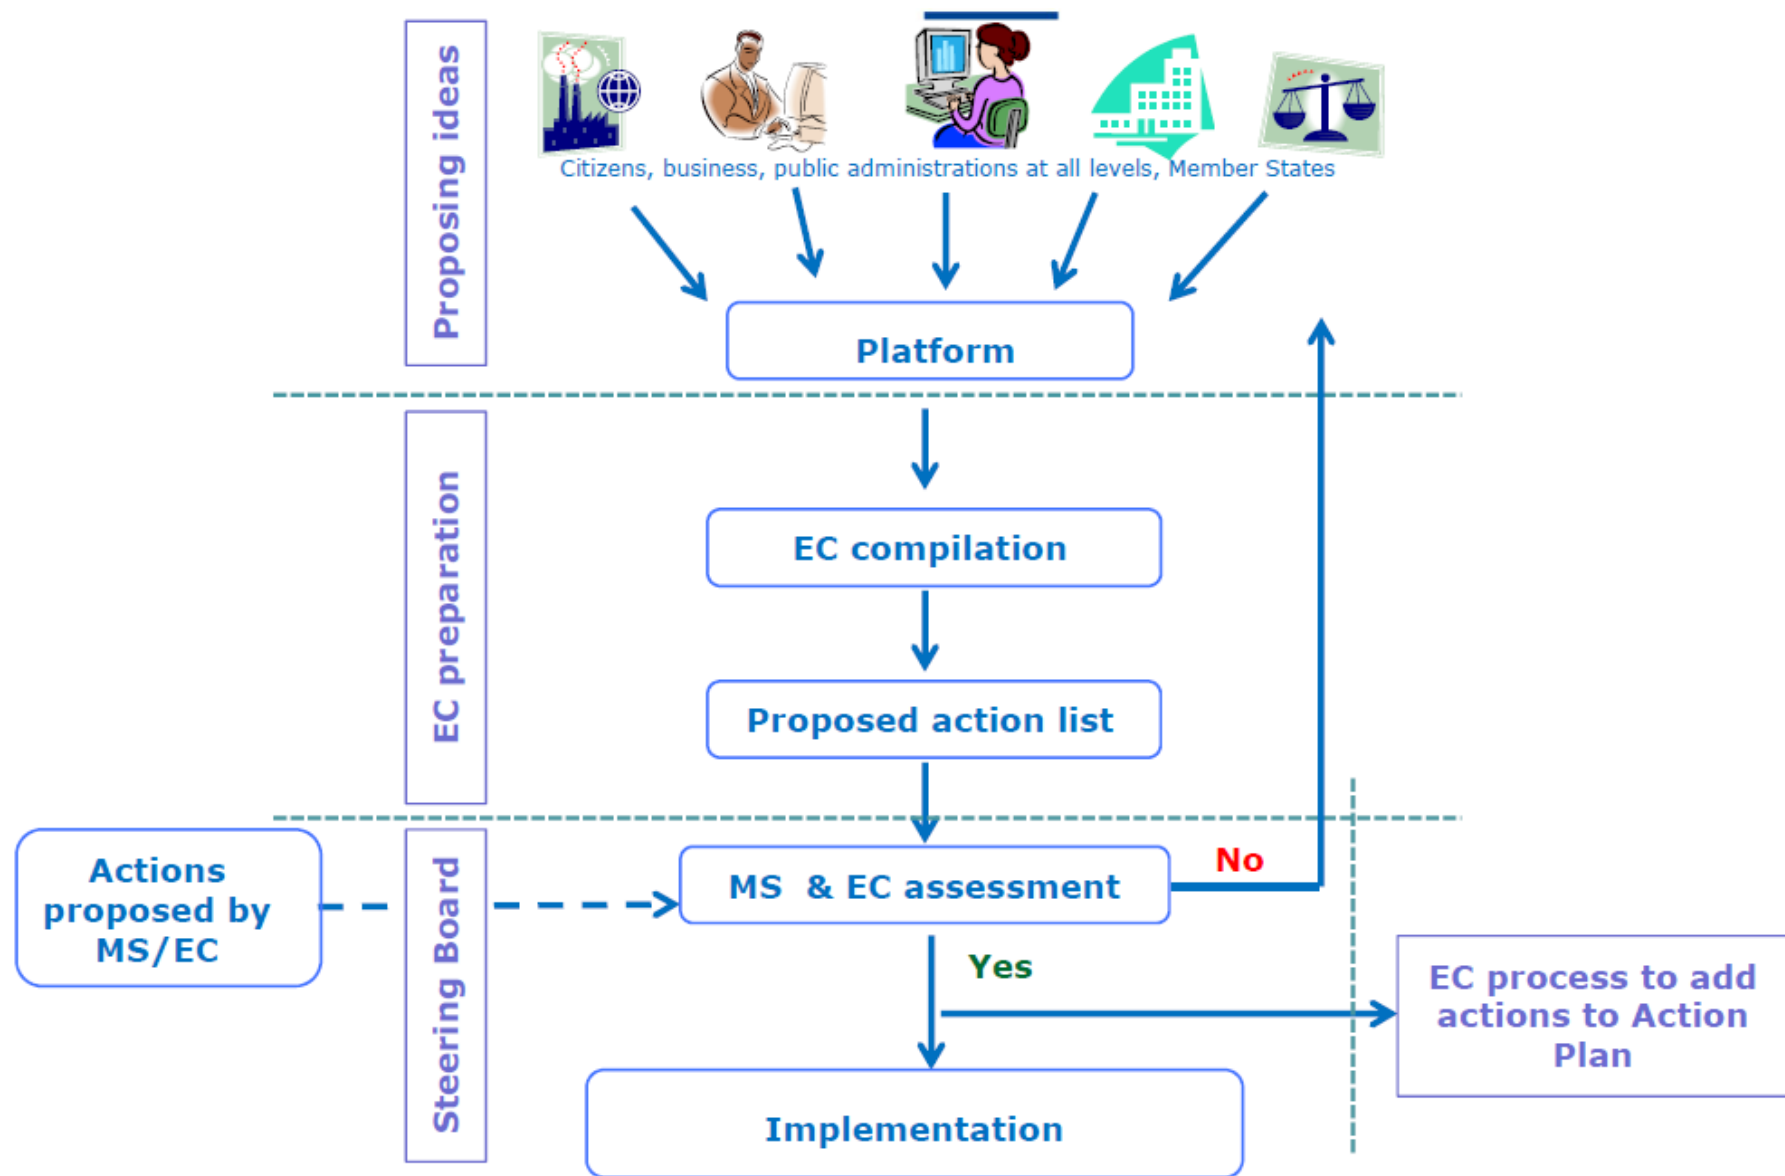 Proposing ideas
Citizens, business, public administrations at all levels, Member States
Platform
EC preparation
EC compilation
Proposed action list
Steering Board
Actions
proposed by
MS/EC
MS & EC assessment
No
Yes
EC process to add
actions to Action
Plan
Implementation